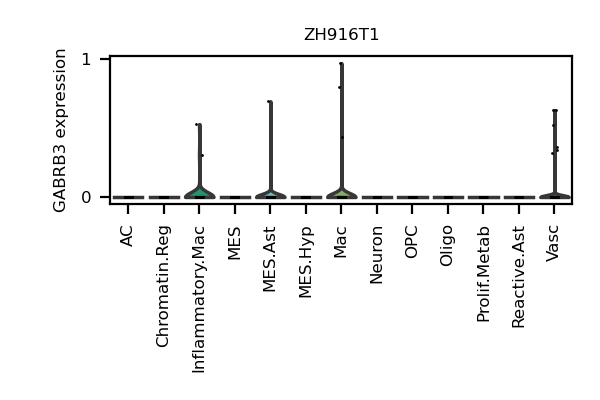 ZH916T1
GABRB3 expression
1
0
AC
Chromatin.Reg
Inflammatory.Mac
MES
MES.Ast
MES.Hyp
Mac
Neuron
OPC
Oligo
Prolif.Metab
Reactive.Ast
Vasc